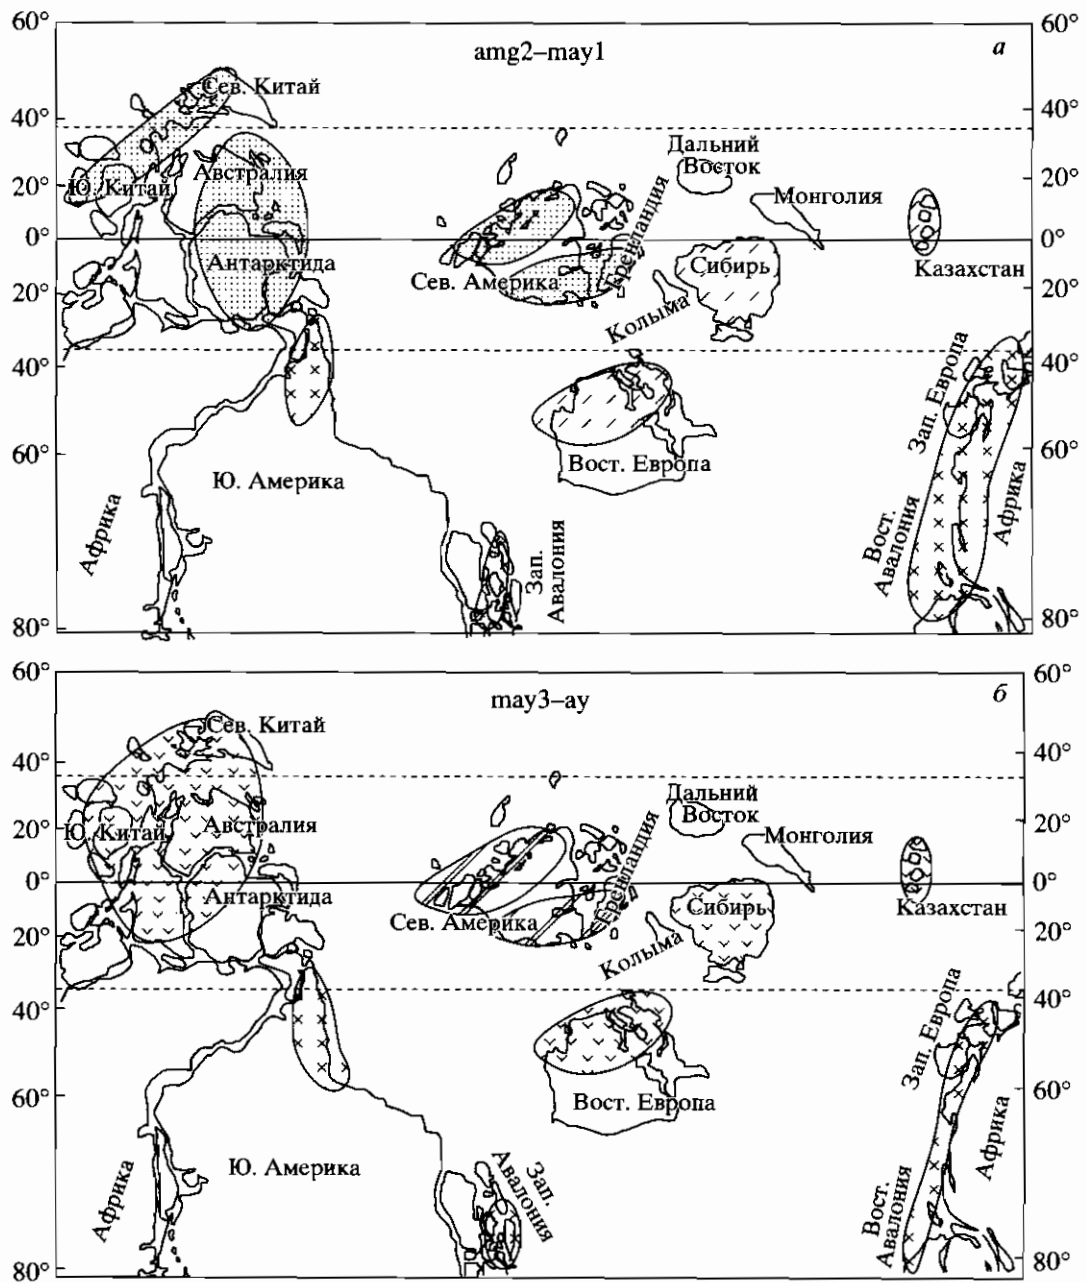 60°
60°
amg2–may1
а
Сев. Китай
40°
40°
Дальний
Восток
Австралия
Ю. Китай
20°
20°
Монголия
Гренландия
0°
0°
Антарктида
Сибирь
Казахстан
Сев. Америка
20°
20°
Колыма
40°
40°
Зап. Европа
60°
60°
Вост. Европа
Ю. Америка
Африка
Африка
Вост.
Авалония
Зап.
Авалония
80°
80°
60°
60°
may3–ay
б
Сев. Китай
40°
40°
Дальний
Восток
20°
20°
Ю. Китай
Австралия
Монголия
Гренландия
0°
0°
Антарктида
Сибирь
Казахстан
Сев. Америка
20°
20°
Колыма
40°
40°
Зап. Европа
60°
60°
Вост. Европа
Ю. Америка
Африка
Африка
Зап.
Авалония
Вост.
Авалония
80°
80°